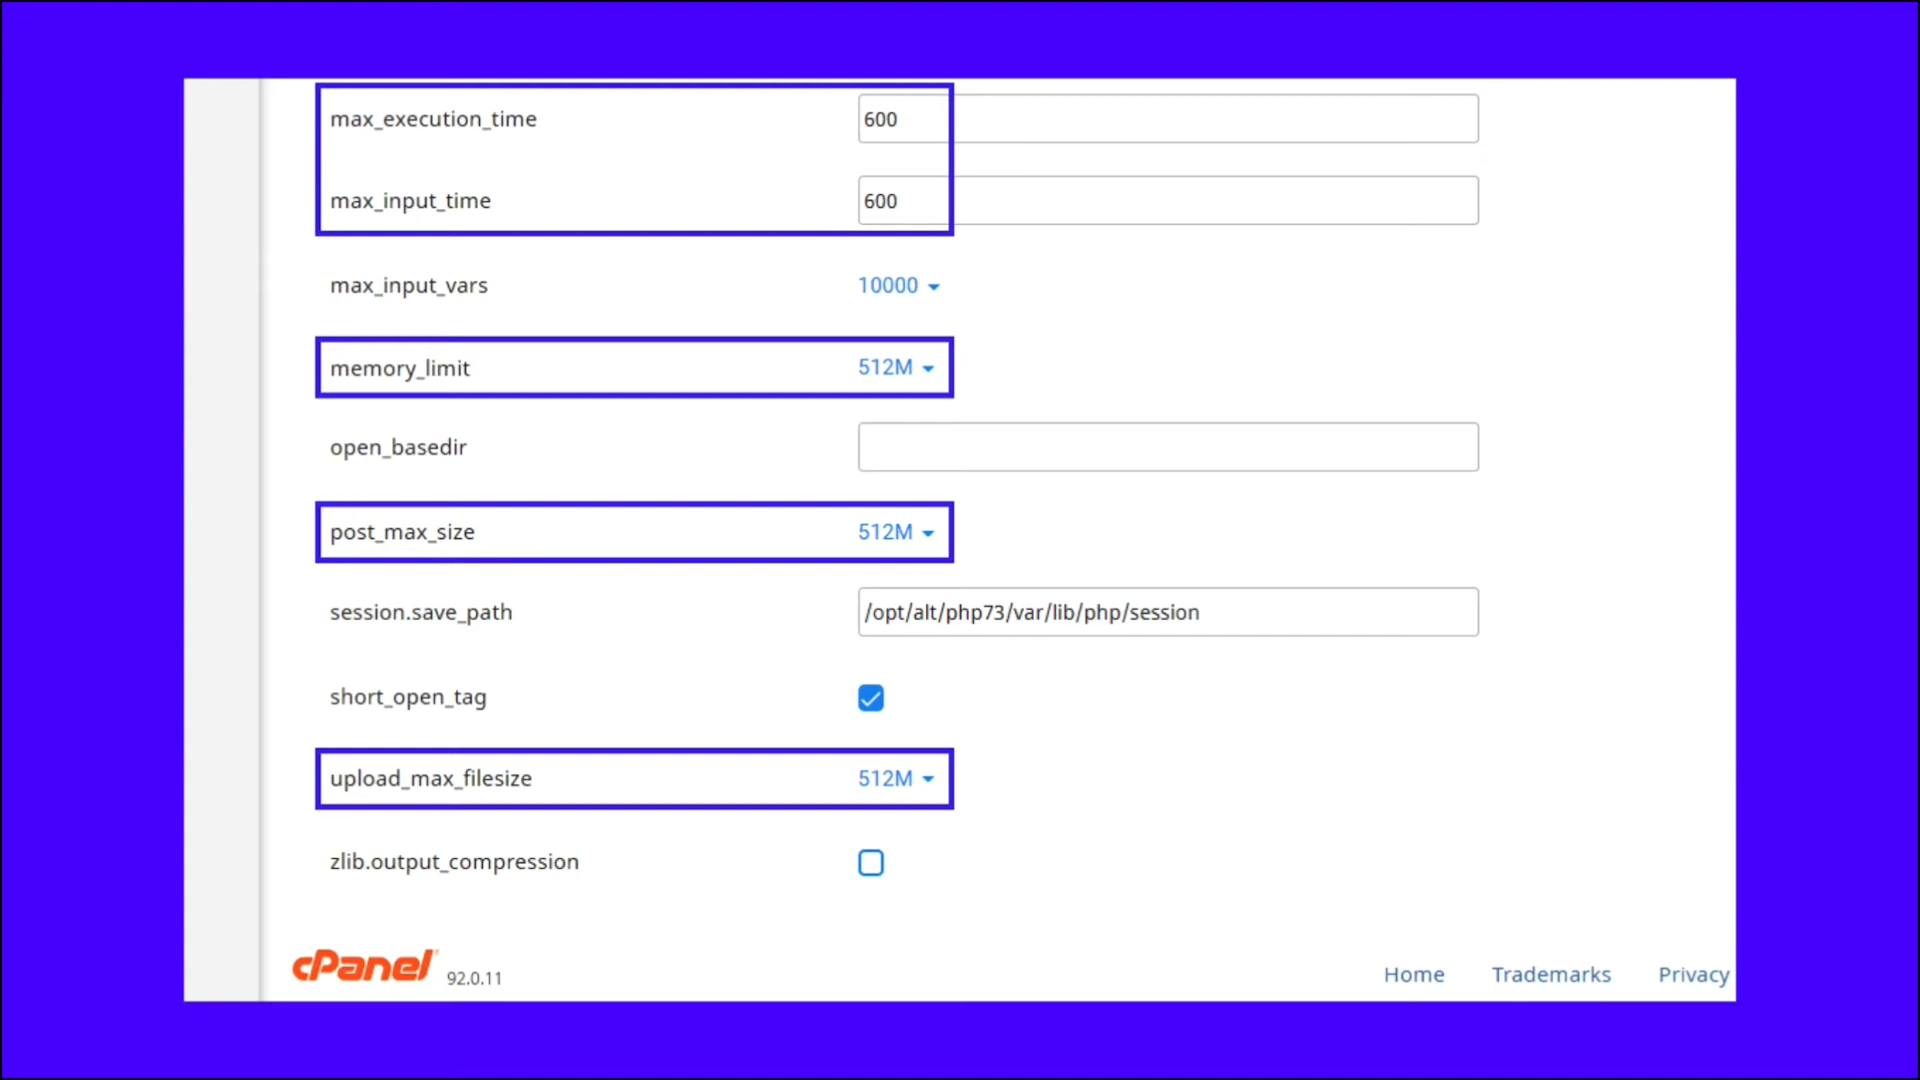 max_execution_time 600
max_input_time 600
max_input_vars 10000
memory_limit 512M
open_basedir
post_max_size 512M
session.save_path /opt/alt/php73/var/lib/php/session
short_open_tag
upload_max_filesize 512M
zlib.output_compression
cPanel 92.0.11 Home Trademarks Privacy